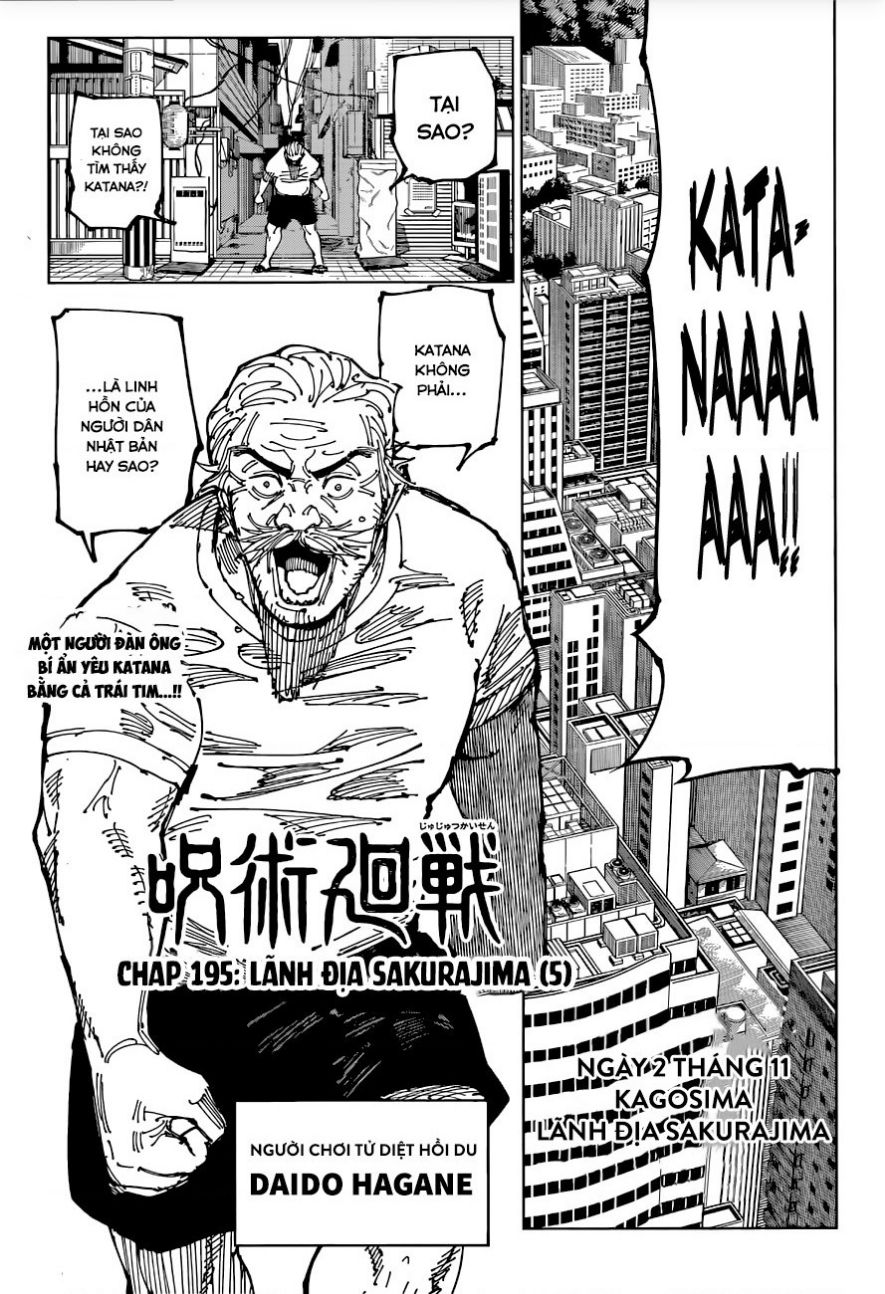 KATA-
NAAAA
AAA!!
TẠI
SAO?
TẠI SAO
KHÔNG
TÌM THẤY
KATANA?!
KATANA
KHÔNG
PHẢI...
...LÀ LINH
HỒN CỦA
NGƯỜI DÂN
NHẬT BẢN
HAY SAO?
MỘT NGƯỜI ĐÀN ÔNG
BÍ ẨN YÊU KATANA
BẰNG CẢ TRÁI TIM...!!
じゅじゅつかいせん
呪術廻戦
CHAP 195: LÃNH ĐỊA SAKURAJIMA (5)
NGÀY 2 THÁNG 11
KAGOSIMA
LÃNH ĐỊA SAKURAJIMA
NGƯỜI CHƠI TỬ DIỆT HỒI DU
DAIDO HAGANE